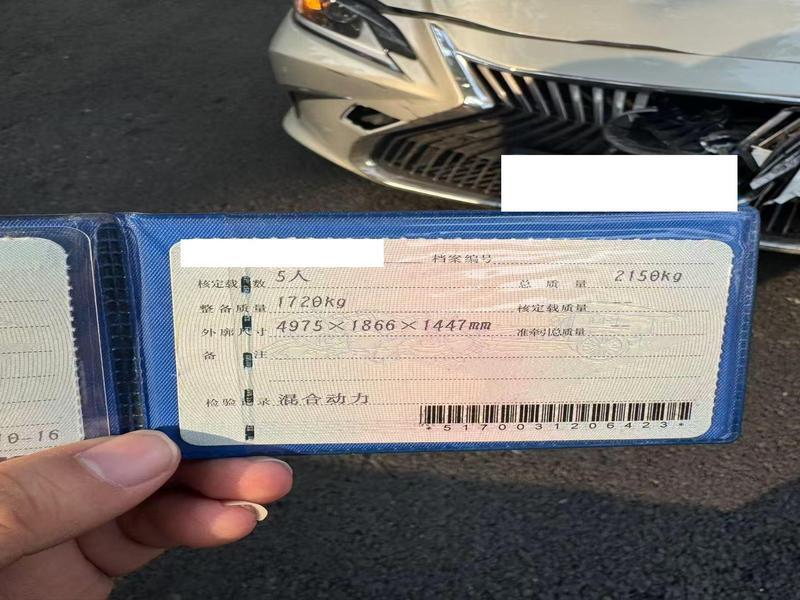 档案编号
核定载人数 5人 总质量 2150kg
整备质量 1720kg 核定载质量
外廓尺寸 4975×1866×1447mm 准牵引总质量
备注
检验记录 混合动力
*5170031206423*
10-16